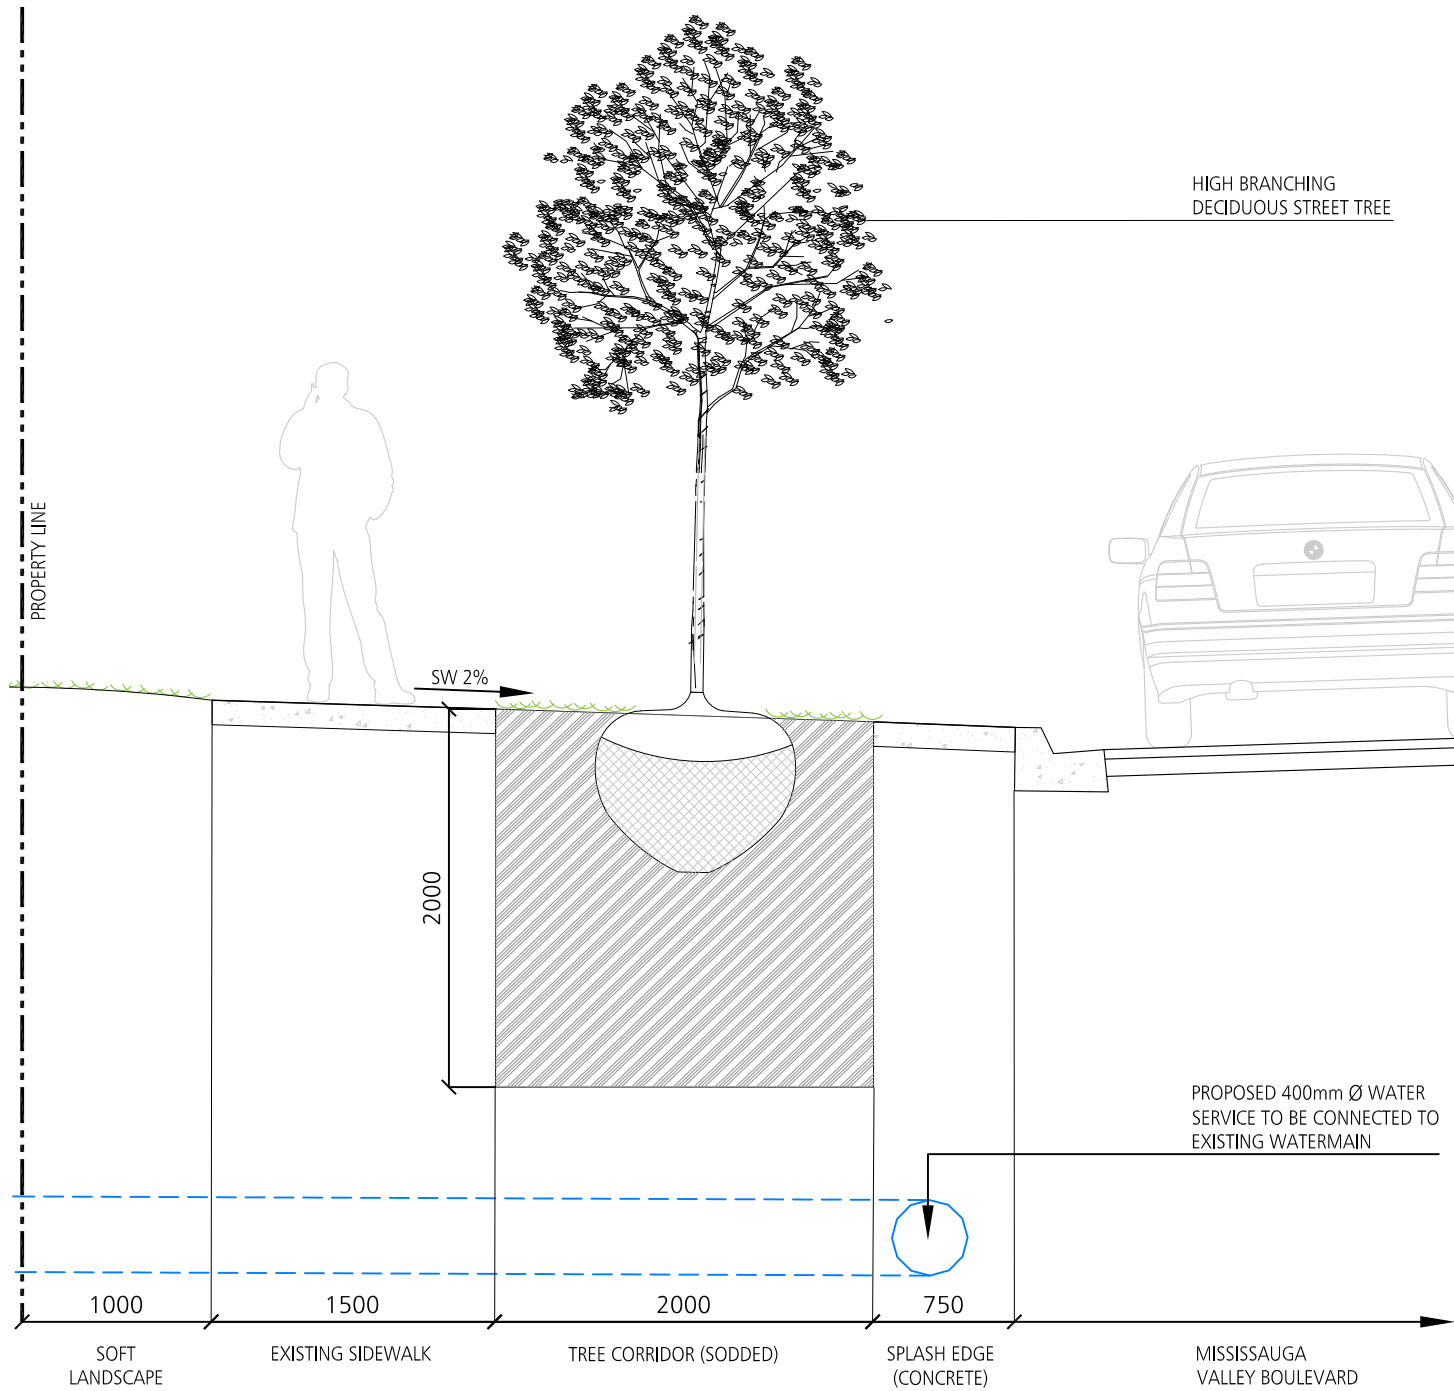 HIGH BRANCHING
DECIDUOUS STREET TREE
PROPERTY LINE
SW 2%
2000
PROPOSED 400mm Ø WATER
SERVICE TO BE CONNECTED TO
EXISTING WATERMAIN
1000
1500
2000
750
SOFT
LANDSCAPE
EXISTING SIDEWALK
TREE CORRIDOR (SODDED)
SPLASH EDGE
(CONCRETE)
MISSISSAUGA
VALLEY BOULEVARD